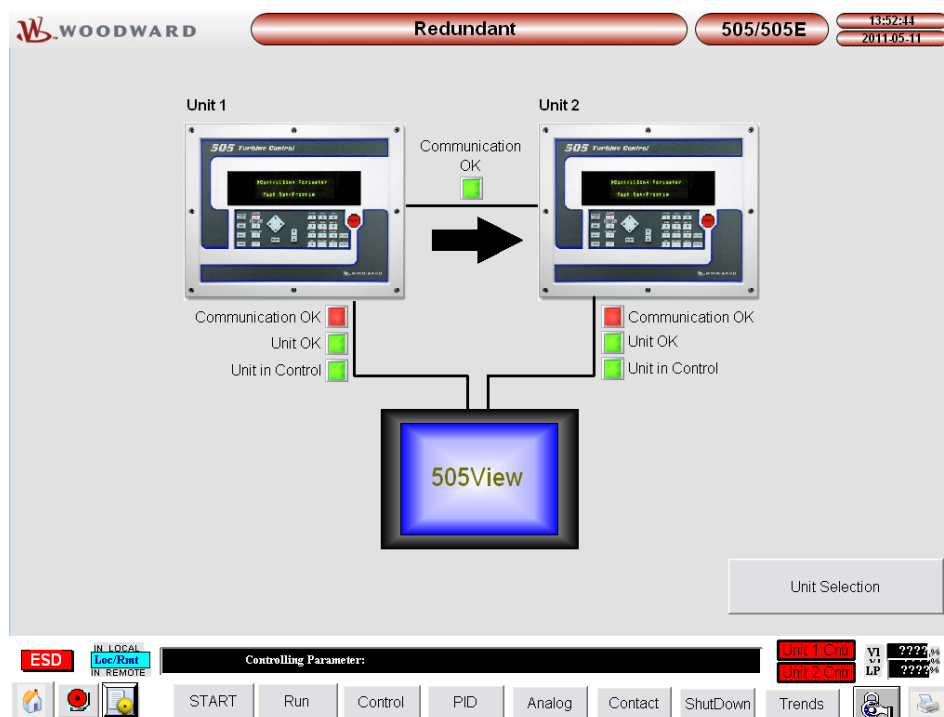 WOODWARD
Redundant
505/505E
13:52:44
2011-05-11
Unit 1
Unit 2
505 Turbine Control
505 Turbine Control
Communication
OK
Communication OK
Unit OK
Unit in Control
Communication OK
Unit OK
Unit in Control
505View
Unit Selection
ESD
IN LOCAL
Loc/Rmt
IN REMOTE
Controlling Parameter:
Unit 1 Cntr
Unit 2 Cntr
V1 ????%
LP ????%
START
Run
Control
PID
Analog
Contact
ShutDown
Trends